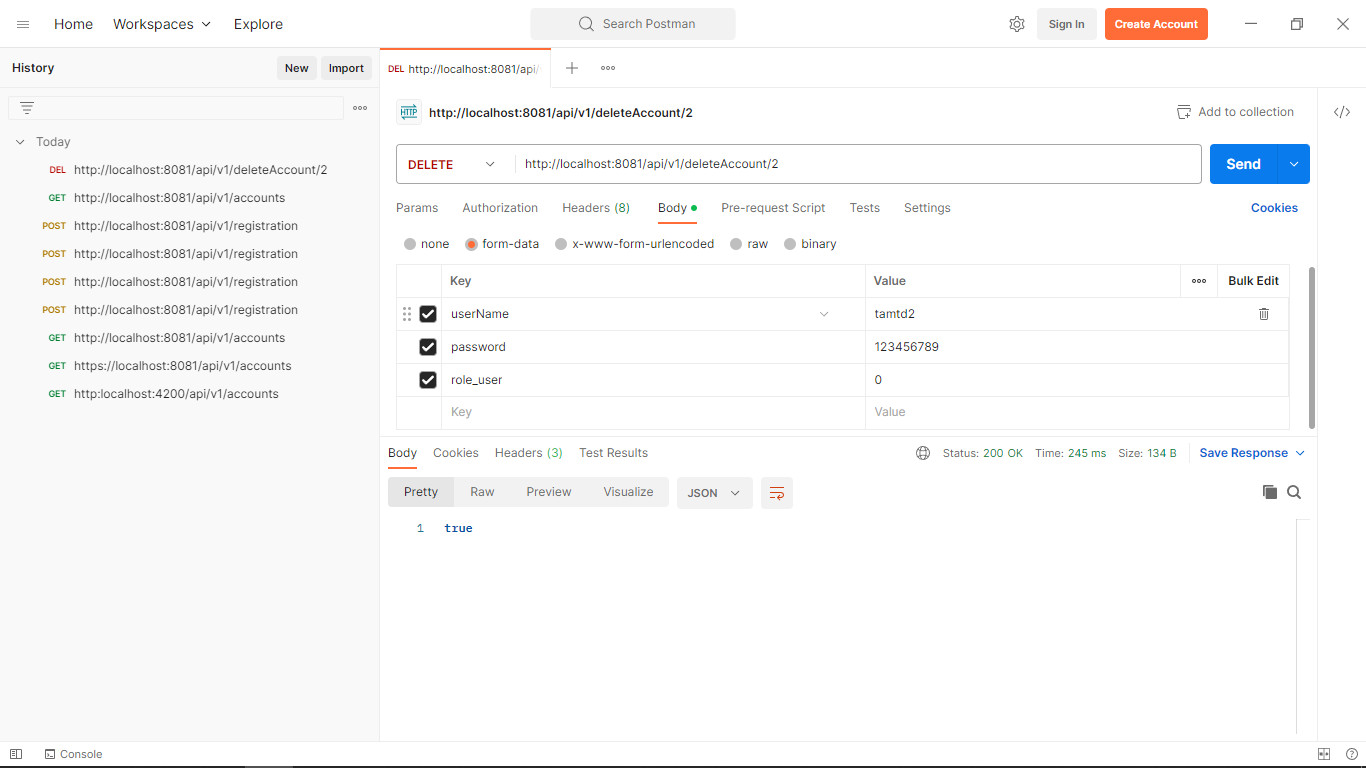 Home Workspaces Explore Search Postman Sign In Create Account
History New Import
DEL http://localhost:8081/api/
http://localhost:8081/api/v1/deleteAccount/2 Add to collection
Today
DEL http://localhost:8081/api/v1/deleteAccount/2
GET http://localhost:8081/api/v1/accounts
POST http://localhost:8081/api/v1/registration
POST http://localhost:8081/api/v1/registration
POST http://localhost:8081/api/v1/registration
POST http://localhost:8081/api/v1/registration
GET http://localhost:8081/api/v1/accounts
GET https://localhost:8081/api/v1/accounts
GET http:localhost:4200/api/v1/accounts
HTTP
DELETE http://localhost:8081/api/v1/deleteAccount/2 Send
Params Authorization Headers (8) Body Pre-request Script Tests Settings Cookies
none form-data x-www-form-urlencoded raw binary
Key Value Bulk Edit
userName tamtd2
password 123456789
role_user 0
Key Value
Body Cookies Headers (3) Test Results Status: 200 OK Time: 245 ms Size: 134 B Save Response
Pretty Raw Preview Visualize JSON
1 true
Console